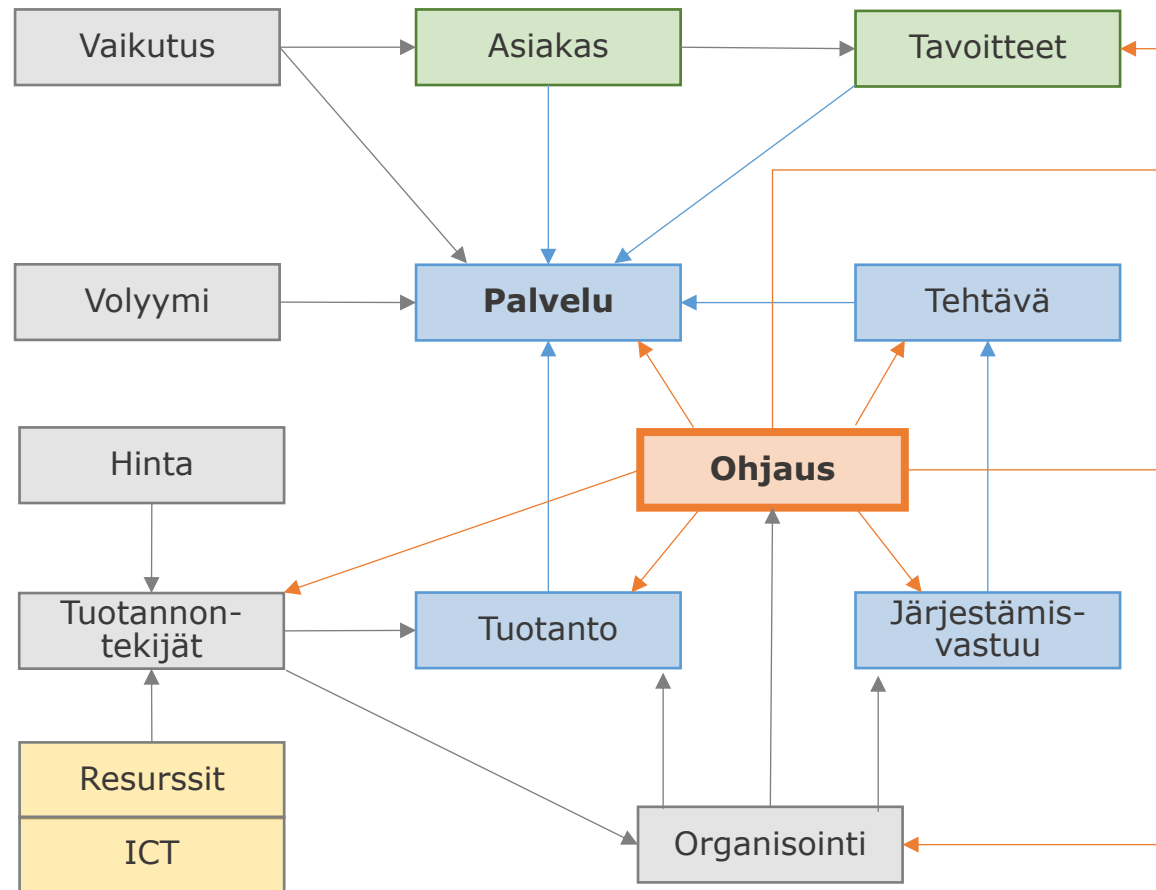 Vaikutus
Asiakas
Tavoitteet
Volyymi
Palvelu
Tehtävä
Hinta
Ohjaus
Tuotannon-
tekijät
Tuotanto
Järjestämis-
vastuu
Resurssit
ICT
Organisointi